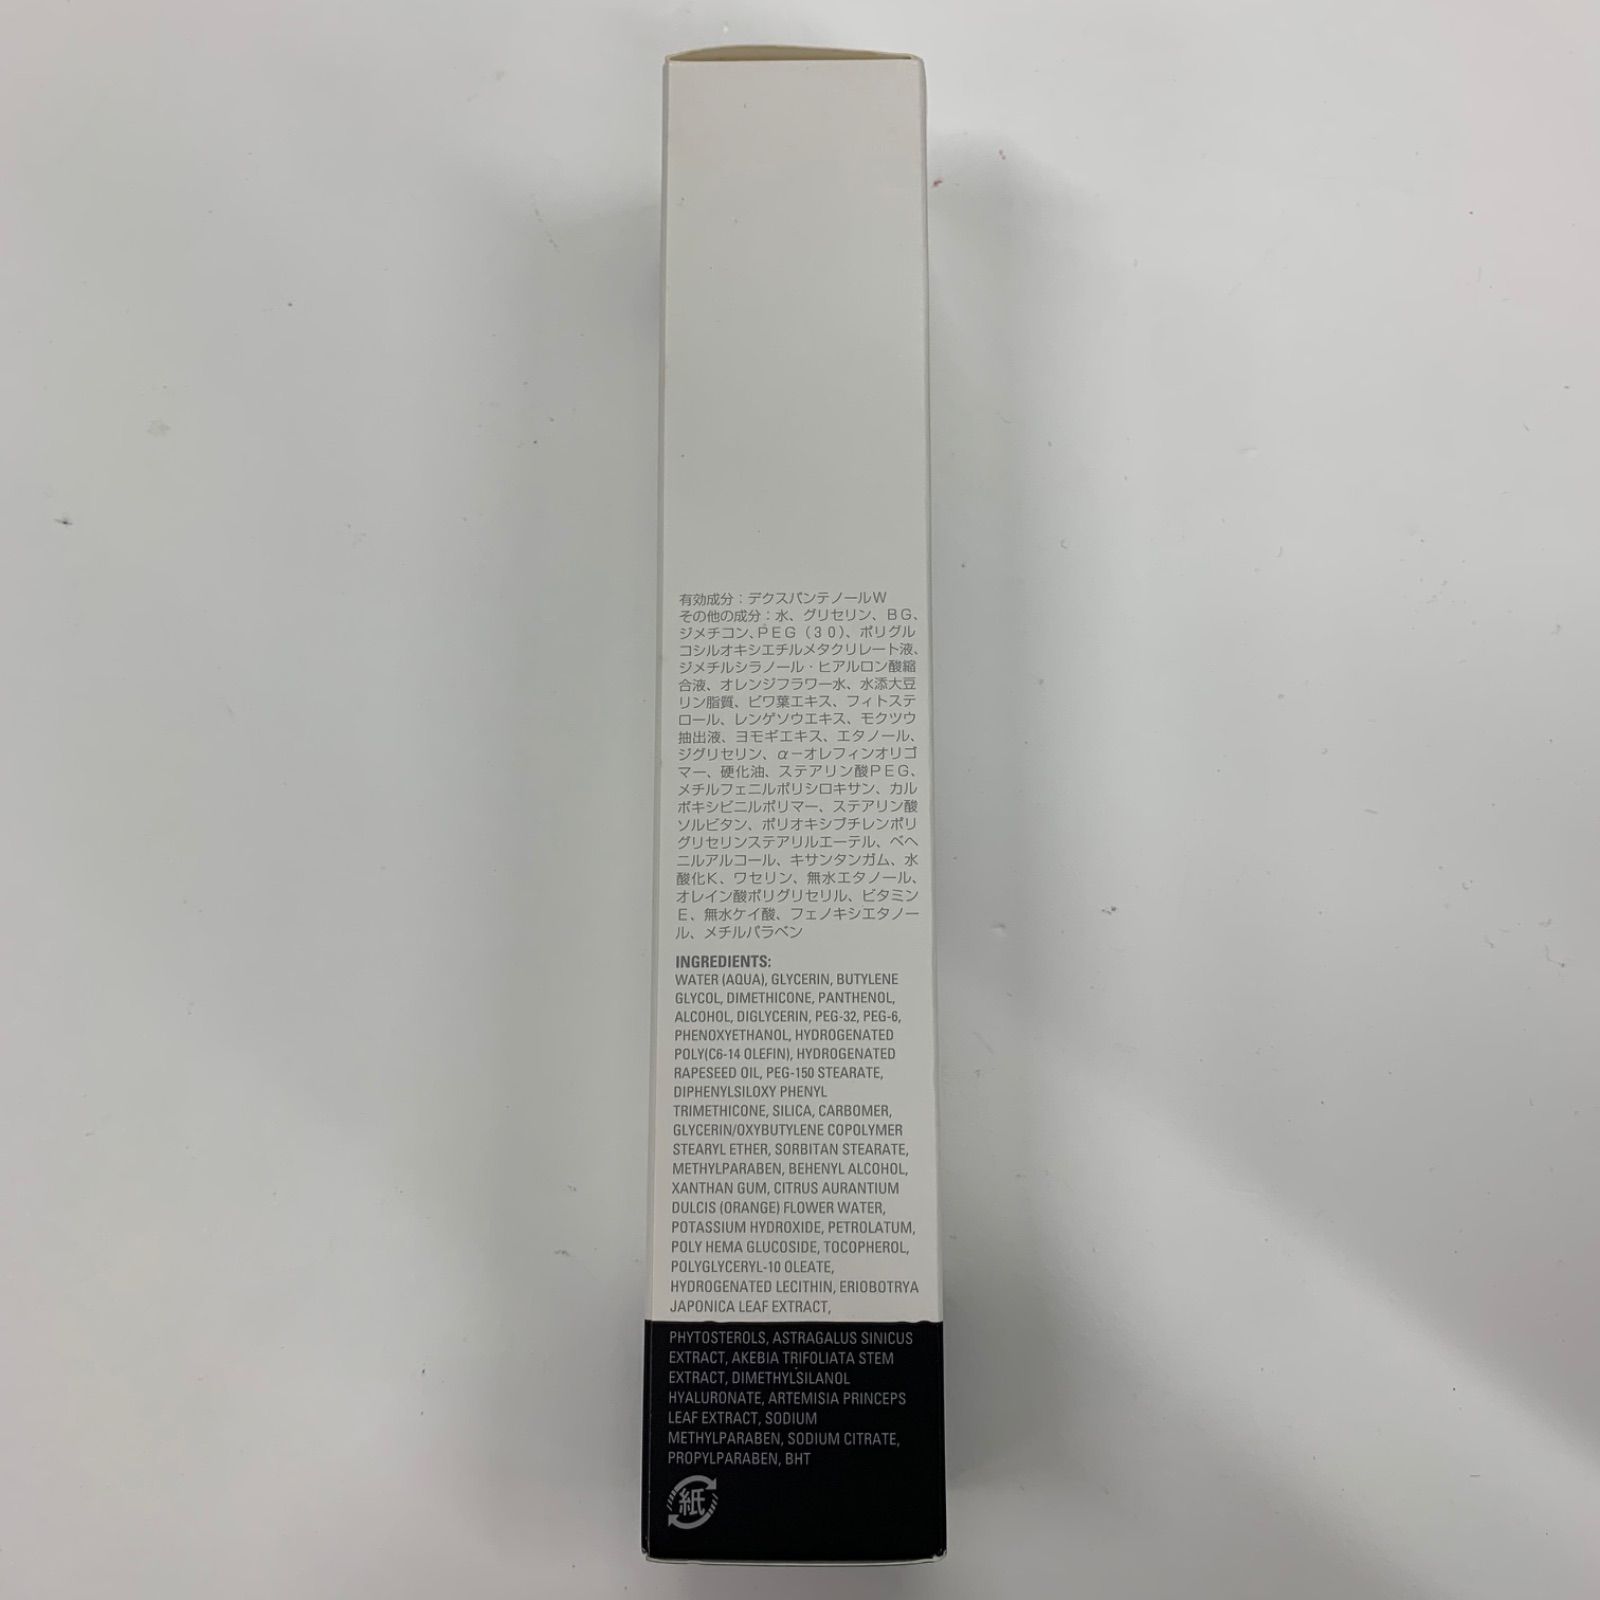 有効成分：デクスパンテノールW
その他の成分：水、グリセリン、BG、
ジメチコン、PEG（30）、ポリグル
コシルオキシエチルメタクリレート液、
ジメチルシラノール・ヒアルロン酸縮
合液、オレンジフラワー水、水添大豆
リン脂質、ビワ葉エキス、フィトステ
ロール、レンゲソウエキス、モクツウ
抽出液、ヨモギエキス、エタノール、
ジグリセリン、α－オレフィンオリゴ
マー、硬化油、ステアリン酸PEG、
メチルフェニルポリシロキサン、カル
ボキシビニルポリマー、ステアリン酸
ソルビタン、ポリオキシブチレンポリ
グリセリンステアリルエーテル、ベヘ
ニルアルコール、キサンタンガム、水
酸化K、ワセリン、無水エタノール、
オレイン酸ポリグリセリル、ビタミン
E、無水ケイ酸、フェノキシエタノー
ル、メチルパラベン
INGREDIENTS:
WATER (AQUA), GLYCERIN, BUTYLENE
GLYCOL, DIMETHICONE, PANTHENOL,
ALCOHOL, DIGLYCERIN, PEG-32, PEG-6,
PHENOXYETHANOL, HYDROGENATED
POLY(C6-14 OLEFIN), HYDROGENATED
RAPESEED OIL, PEG-150 STEARATE,
DIPHENYLSILOXY PHENYL
TRIMETHICONE, SILICA, CARBOMER,
GLYCERIN/OXYBUTYLENE COPOLYMER
STEARYL ETHER, SORBITAN STEARATE,
METHYLPARABEN, BEHENYL ALCOHOL,
XANTHAN GUM, CITRUS AURANTIUM
DULCIS (ORANGE) FLOWER WATER,
POTASSIUM HYDROXIDE, PETROLATUM,
POLY HEMA GLUCOSIDE, TOCOPHEROL,
POLYGLYCERYL-10 OLEATE,
HYDROGENATED LECITHIN, ERIOBOTRYA
JAPONICA LEAF EXTRACT,
PHYTOSTEROLS, ASTRAGALUS SINICUS
EXTRACT, AKEBIA TRIFOLIATA STEM
EXTRACT, DIMETHYLSILANOL
HYALURONATE, ARTEMISIA PRINCEPS
LEAF EXTRACT, SODIUM
METHYLPARABEN, SODIUM CITRATE,
PROPYLPARABEN, BHT
紙